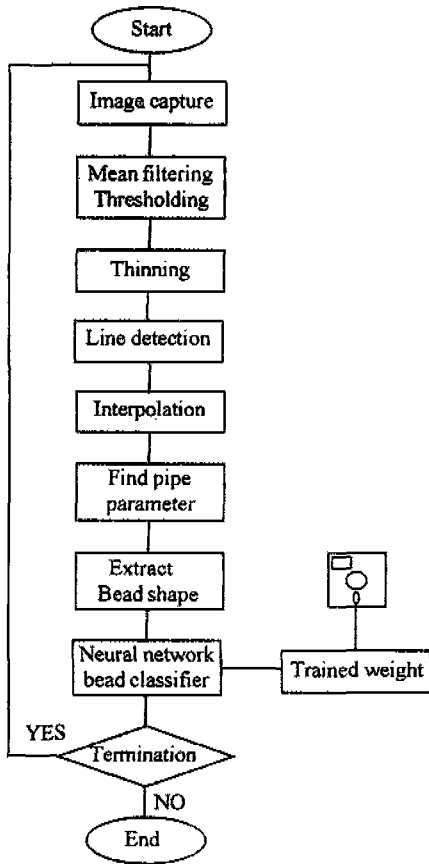 Start
Image capture
Mean filtering
Thresholding
Thinning
Line detection
Interpolation
Find pipe
parameter
Extract
Bead shape
Neural network
bead classifier
Trained weight
YES
Termination
NO
End